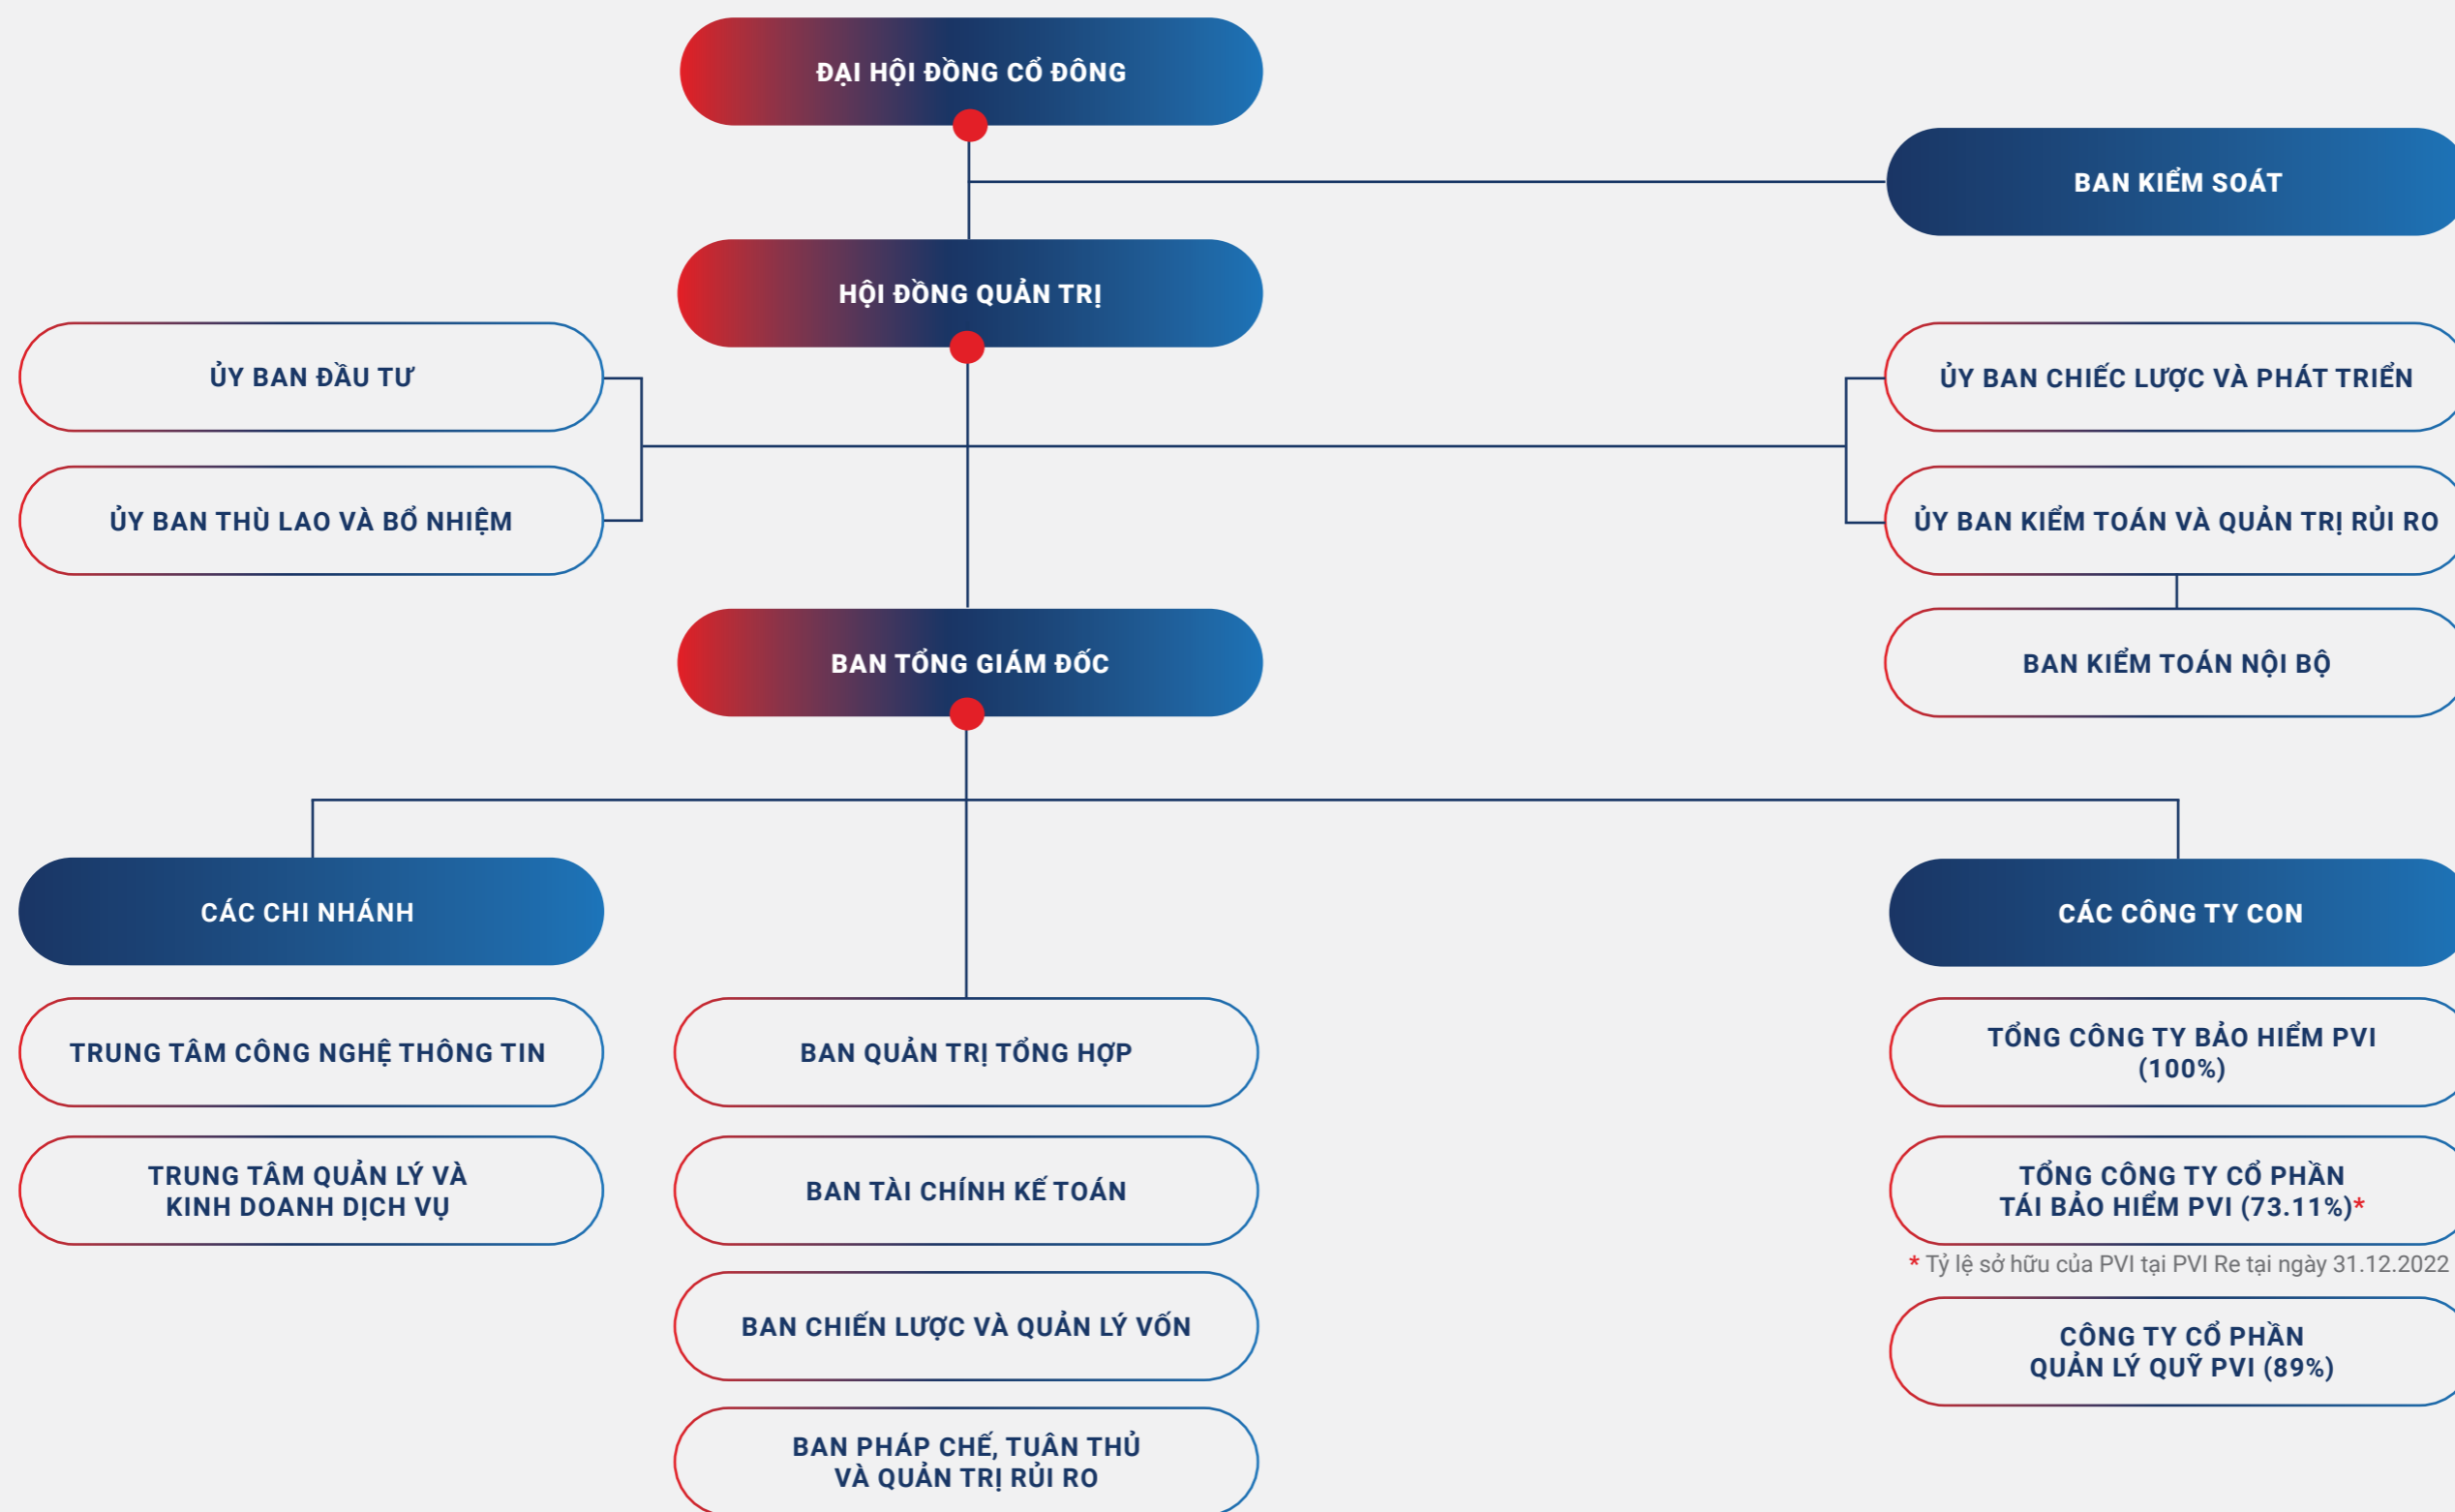 ĐẠI HỘI ĐỒNG CỔ ĐÔNG
BAN KIỂM SOÁT
HỘI ĐỒNG QUẢN TRỊ
ỦY BAN ĐẦU TƯ
ỦY BAN CHIẾC LƯỢC VÀ PHÁT TRIỂN
ỦY BAN THÙ LAO VÀ BỔ NHIỆM
ỦY BAN KIỂM TOÁN VÀ QUẢN TRỊ RỦI RO
BAN TỔNG GIÁM ĐỐC
BAN KIỂM TOÁN NỘI BỘ
CÁC CHI NHÁNH
CÁC CÔNG TY CON
TRUNG TÂM CÔNG NGHỆ THÔNG TIN
BAN QUẢN TRỊ TỔNG HỢP
TỔNG CÔNG TY BẢO HIỂM PVI
(100%)
TRUNG TÂM QUẢN LÝ VÀ
KINH DOANH DỊCH VỤ
BAN TÀI CHÍNH KẾ TOÁN
TỔNG CÔNG TY CỔ PHẦN
TÁI BẢO HIỂM PVI (73.11%)*
* Tỷ lệ sở hữu của PVI tại PVI Re tại ngày 31.12.2022
BAN CHIẾN LƯỢC VÀ QUẢN LÝ VỐN
CÔNG TY CỔ PHẦN
QUẢN LÝ QUỸ PVI (89%)
BAN PHÁP CHẾ, TUÂN THỦ
VÀ QUẢN TRỊ RỦI RO